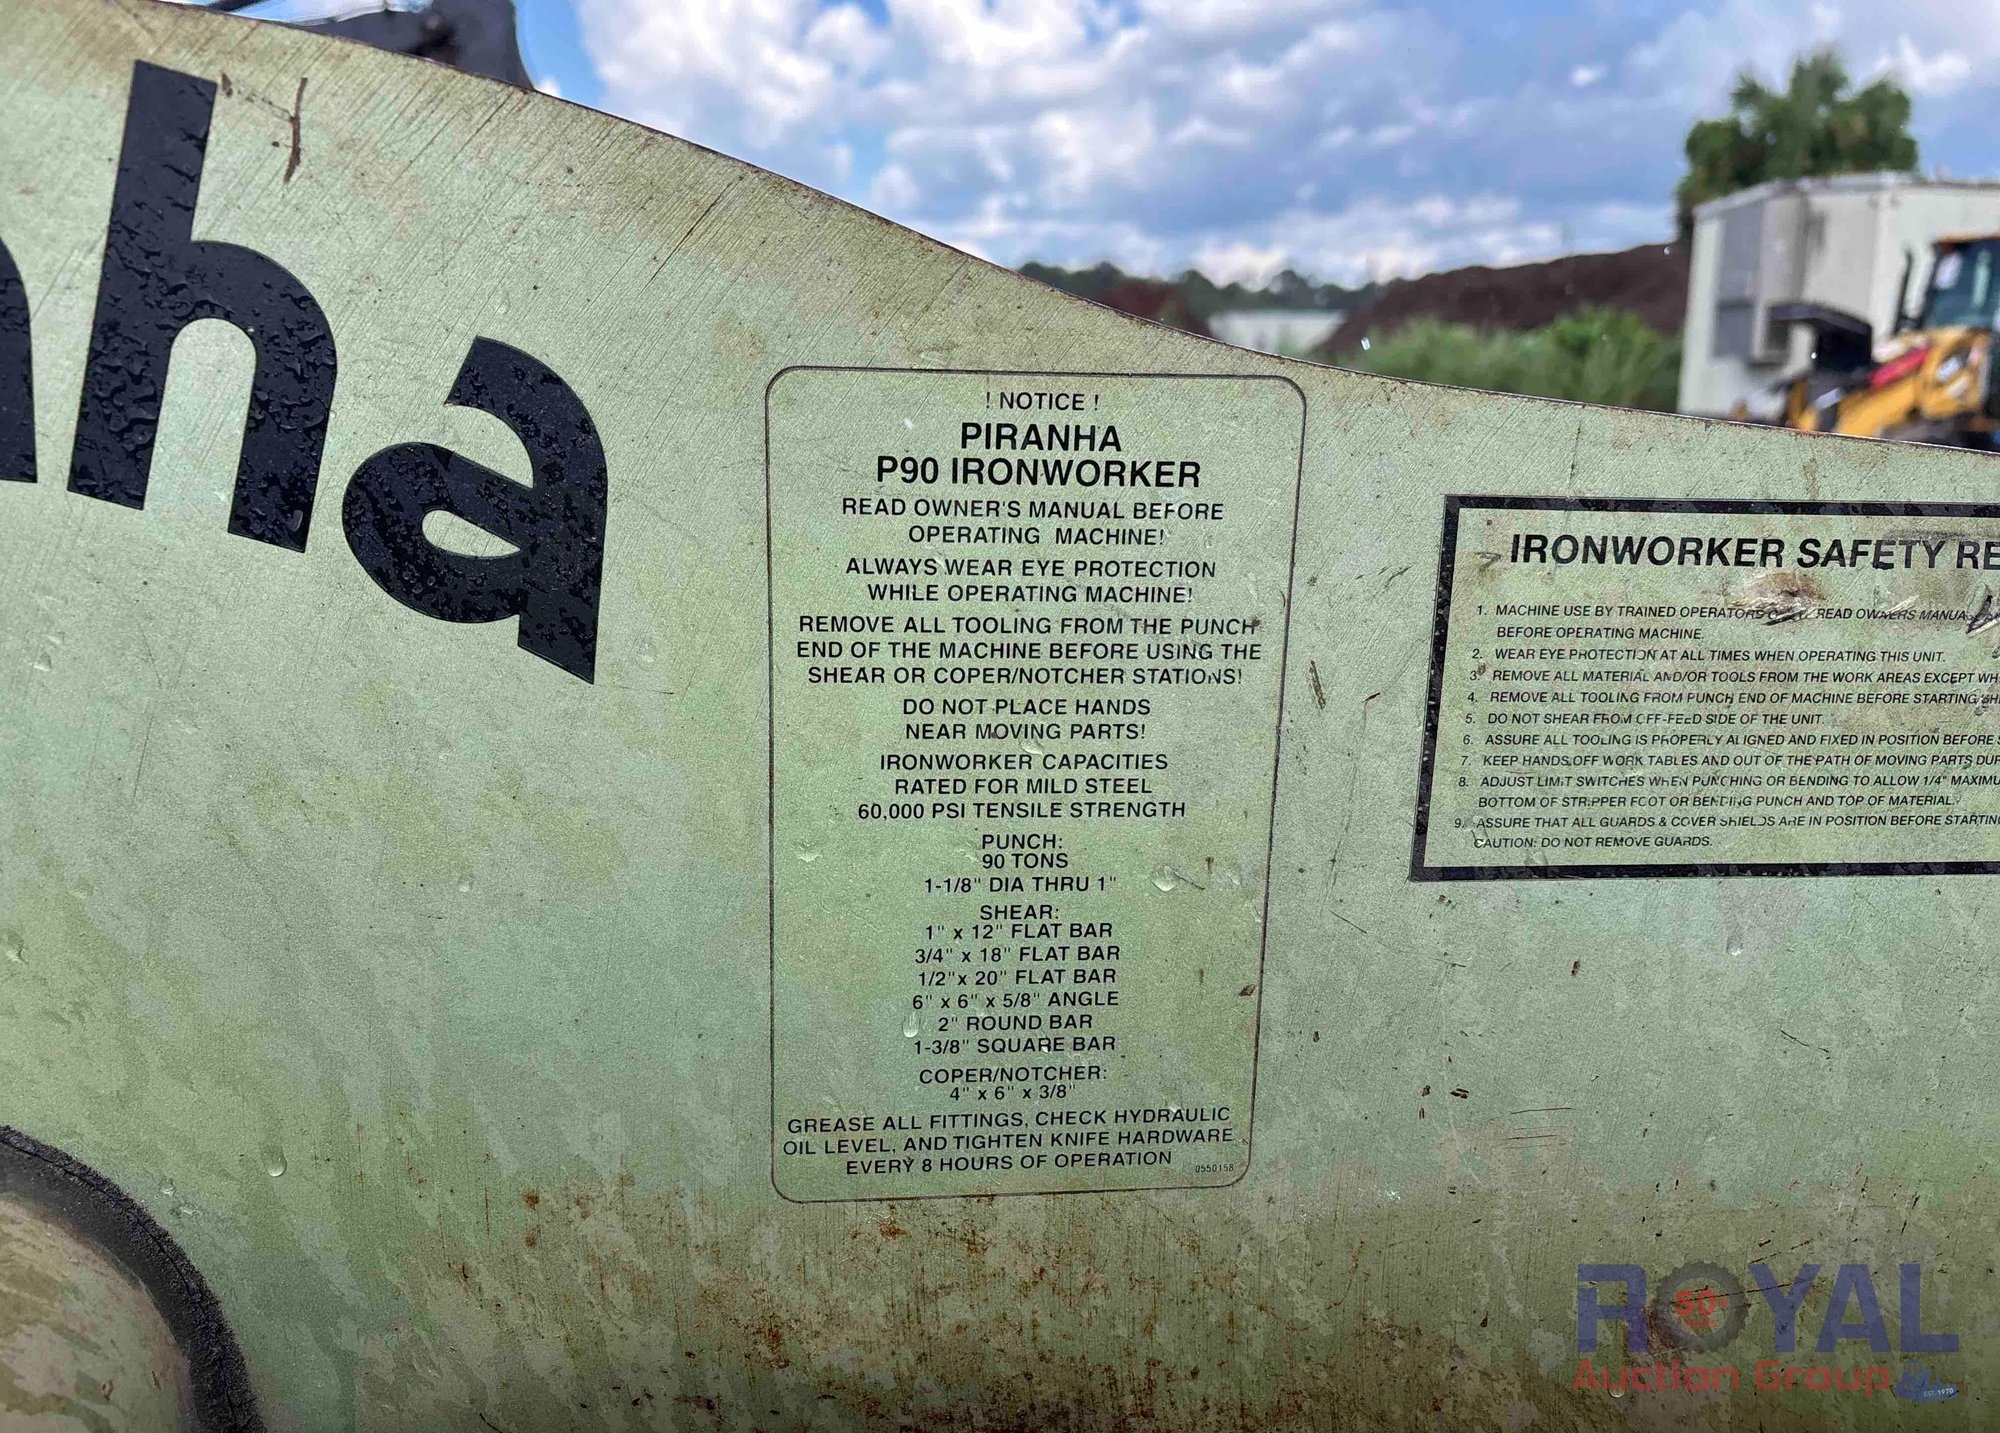 ha
! NOTICE !
PIRANHA
P90 IRONWORKER
READ OWNER'S MANUAL BEFORE
OPERATING MACHINE!
ALWAYS WEAR EYE PROTECTION
WHILE OPERATING MACHINE!
REMOVE ALL TOOLING FROM THE PUNCH
END OF THE MACHINE BEFORE USING THE
SHEAR OR COPER/NOTCHER STATIONS!
DO NOT PLACE HANDS
NEAR MOVING PARTS!
IRONWORKER CAPACITIES
RATED FOR MILD STEEL
60,000 PSI TENSILE STRENGTH
PUNCH:
90 TONS
1-1/8" DIA THRU 1"
SHEAR:
1" x 12" FLAT BAR
3/4" x 18" FLAT BAR
1/2" x 20" FLAT BAR
6" x 6" x 5/8" ANGLE
2" ROUND BAR
1-3/8" SQUARE BAR
COPER/NOTCHER:
4" x 6" x 3/8"
GREASE ALL FITTINGS, CHECK HYDRAULIC
OIL LEVEL, AND TIGHTEN KNIFE HARDWARE
EVERY 8 HOURS OF OPERATION
0550158
IRONWORKER SAFETY RE
1. MACHINE USE BY TRAINED OPERATORS READ OWNERS MANUA
BEFORE OPERATING MACHINE.
2. WEAR EYE PROTECTION AT ALL TIMES WHEN OPERATING THIS UNIT.
3. REMOVE ALL MATERIAL AND/OR TOOLS FROM THE WORK AREAS EXCEPT WH
4. REMOVE ALL TOOLING FROM PUNCH END OF MACHINE BEFORE STARTING SH
5. DO NOT SHEAR FROM OFF-FEED SIDE OF THE UNIT.
6. ASSURE ALL TOOLING IS PROPERLY ALIGNED AND FIXED IN POSITION BEFORE S
7. KEEP HANDS OFF WORK TABLES AND OUT OF THE PATH OF MOVING PARTS DUR
8. ADJUST LIMIT SWITCHES WHEN PUNCHING OR BENDING TO ALLOW 1/4" MAXIMU
BOTTOM OF STRIPPER FOOT OR BENDING PUNCH AND TOP OF MATERIAL.
9. ASSURE THAT ALL GUARDS & COVER SHIELDS ARE IN POSITION BEFORE STARTIN
CAUTION: DO NOT REMOVE GUARDS.
ROYAL
50+
Auction Group
EST. 1970